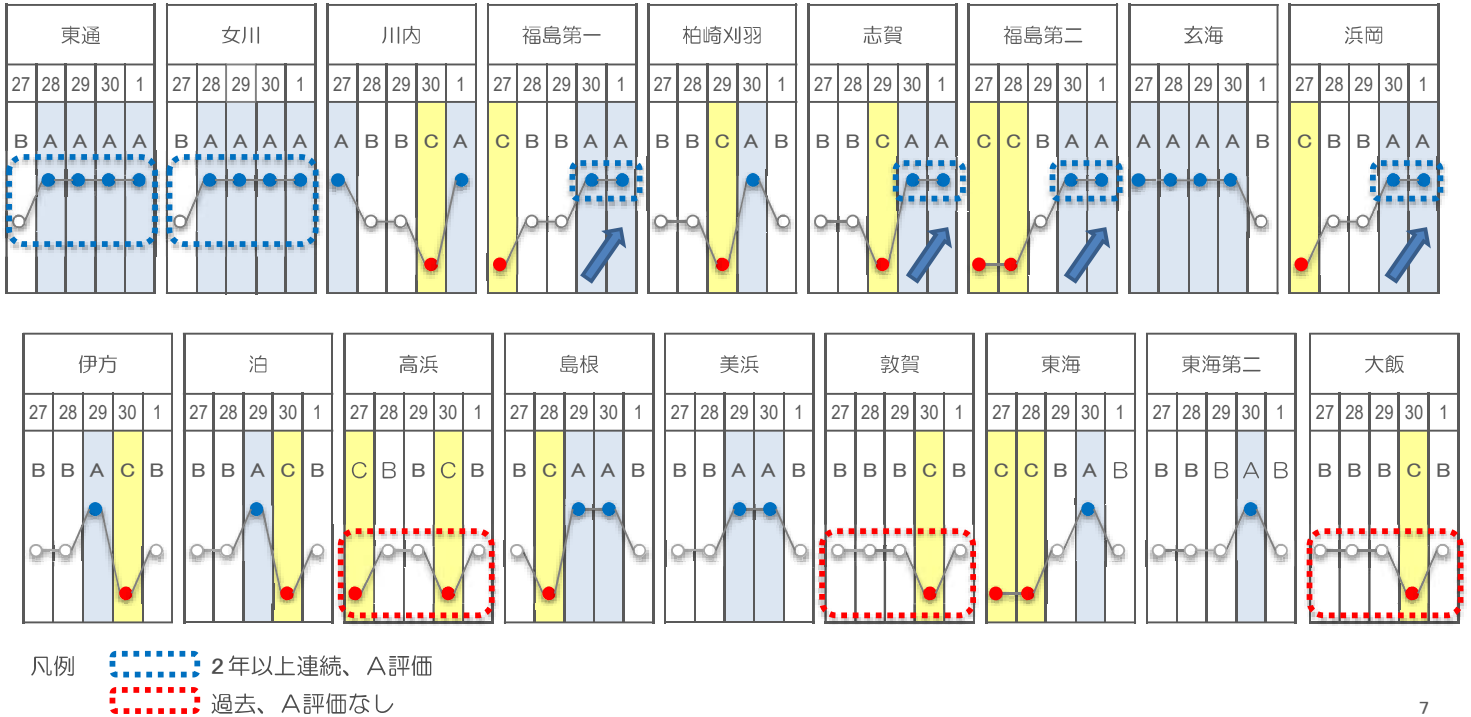 東通 女川 川内 福島第一 柏崎刈羽 志賀 福島第二 玄海 浜岡
27 28 29 30 1 27 28 29 30 1 27 28 29 30 1 27 28 29 30 1 27 28 29 30 1 27 28 29 30 1 27 28 29 30 1 27 28 29 30 1 27 28 29 30 1
B A A A A B A A A A A B B C A C B B A A B B C A B B B C A A C C B A A A A A A B C B B A A
伊方 泊 高浜 島根 美浜 敦賀 東海 東海第二 大飯
27 28 29 30 1 27 28 29 30 1 27 28 29 30 1 27 28 29 30 1 27 28 29 30 1 27 28 29 30 1 27 28 29 30 1 27 28 29 30 1 27 28 29 30 1
B B A C B B B A C B C B B C B B C A A B B B A A B B B B C B C C B A B B B B A B B B B C B
凡例 2年以上連続、A評価
過去、A評価なし
7